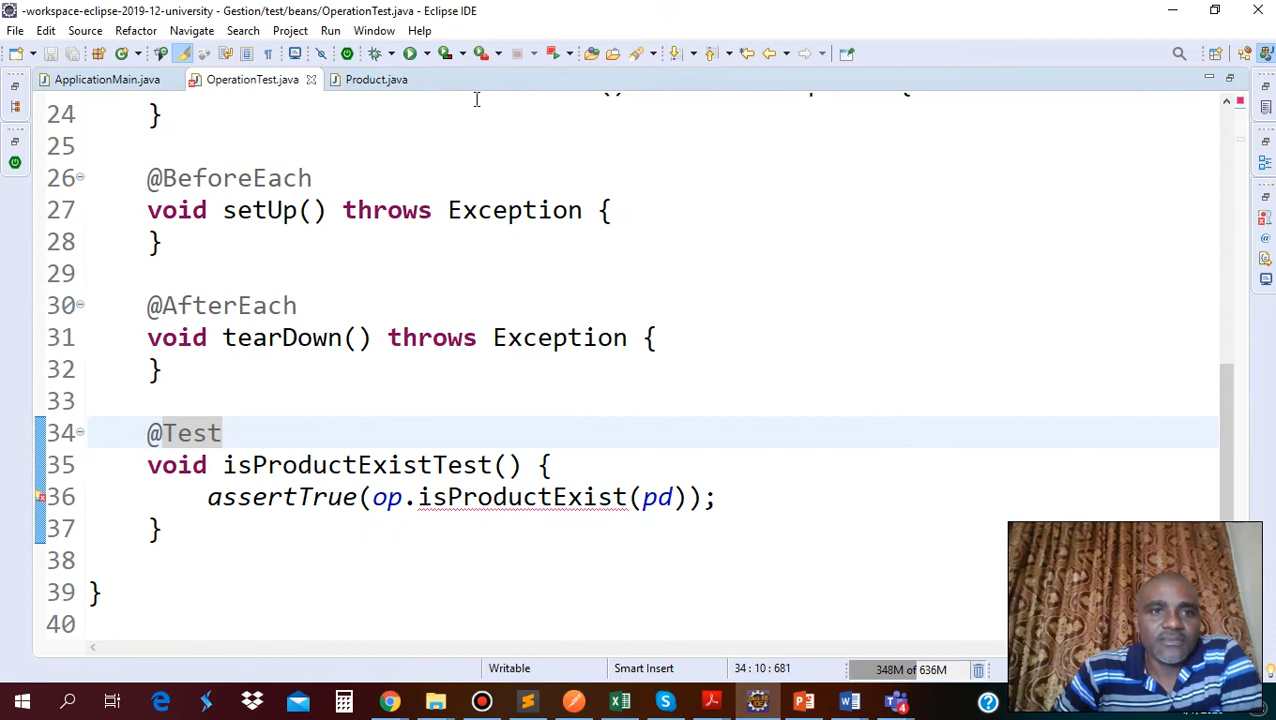 -workspace-eclipse-2019-12-university - Gestion/test/beans/OperationTest.java - Eclipse IDE
File Edit Source Refactor Navigate Search Project Run Window Help
ApplicationMain.java OperationTest.java Product.java
24 }
25
26 @BeforeEach
27 void setUp() throws Exception {
28 }
29
30 @AfterEach
31 void tearDown() throws Exception {
32 }
33
34 @Test
35 void isProductExistTest() {
36 assertTrue(op.isProductExist(pd));
37 }
38
39 }
40
Writable Smart Insert 34 : 10 : 681 348M of 636M